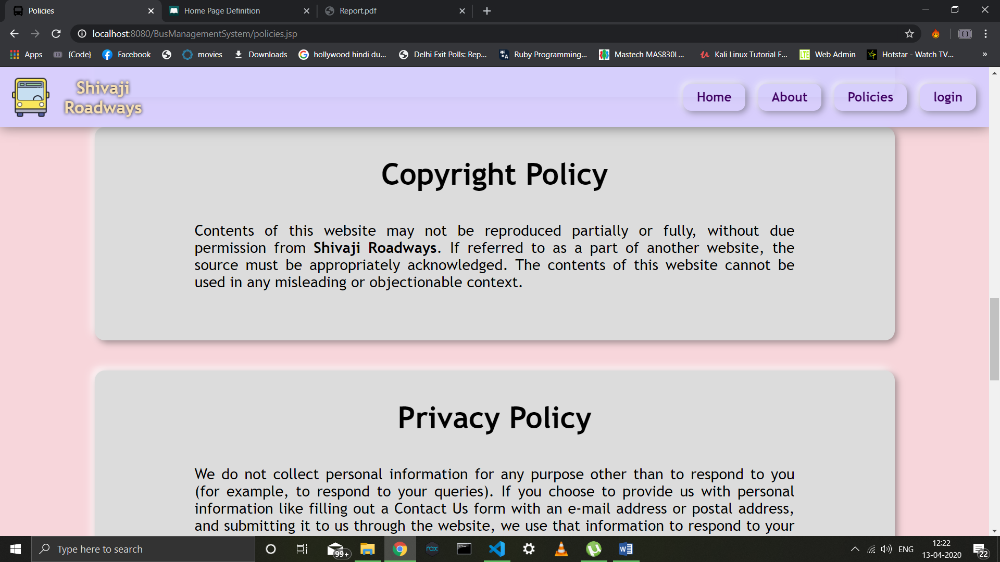 Policies
Home Page Definition
Report.pdf
localhost:8080/BusManagementSystem/policies.jsp
Apps
{Code}
Facebook
movies
Downloads
hollywood hindi du...
Delhi Exit Polls: Rep...
Ruby Programming...
Mastech MAS830L...
Kali Linux Tutorial F...
LTE Web Admin
Hotstar - Watch TV...
»
Shivaji
Roadways
Home
About
Policies
login
Copyright Policy
Contents of this website may not be reproduced partially or fully, without due
permission from Shivaji Roadways. If referred to as a part of another website, the
source must be appropriately acknowledged. The contents of this website cannot be
used in any misleading or objectionable context.
Privacy Policy
We do not collect personal information for any purpose other than to respond to you
(for example, to respond to your queries). If you choose to provide us with personal
information like filling out a Contact Us form with an e-mail address or postal address,
and submitting it to us through the website, we use that information to respond to your
Type here to search
99+
nox
ENG
12:22
13-04-2020
22